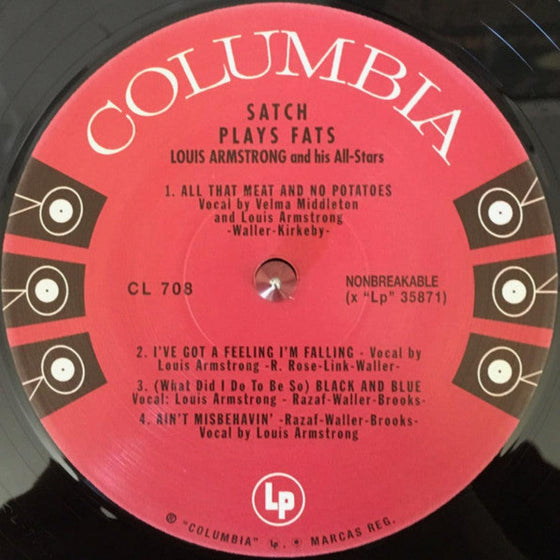 COLUMBIA
SATCH
PLAYS FATS
LOUIS ARMSTRONG and his All-Stars
1. ALL THAT MEAT AND NO POTATOES
Vocal by Velma Middleton
and Louis Armstrong
-Waller-Kirkeby-
CL 708
NONBREAKABLE
(x "Lp" 35871)
2. I'VE GOT A FEELING I'M FALLING - Vocal by
Louis Armstrong -R. Rose-Link-Waller-
3. (What Did I Do To Be So) BLACK AND BLUE
Vocal: Louis Armstrong - Razaf-Waller-Brooks-
4. AIN'T MISBEHAVIN' -Razaf-Waller-Brooks-
Vocal by Louis Armstrong
Lp
® "COLUMBIA" Lp. ® MARCAS REG.